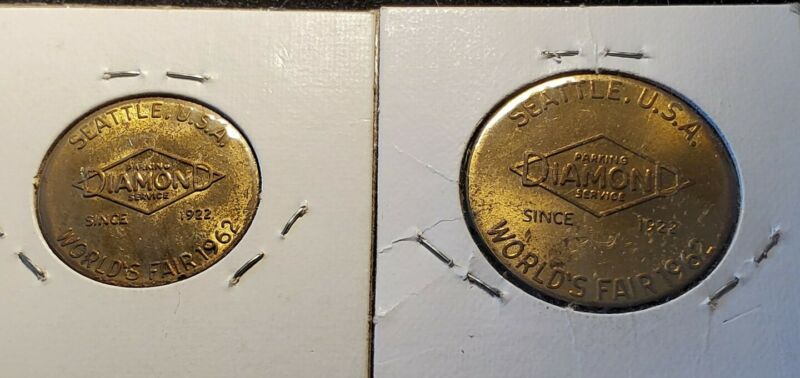 SEATTLE, U.S.A.
PARKING
DIAMOND
SERVICE
SINCE 1922
WORLD'S FAIR 1962
SEATTLE, U.S.A.
PARKING
DIAMOND
SERVICE
SINCE 1922
WORLD'S FAIR 1962